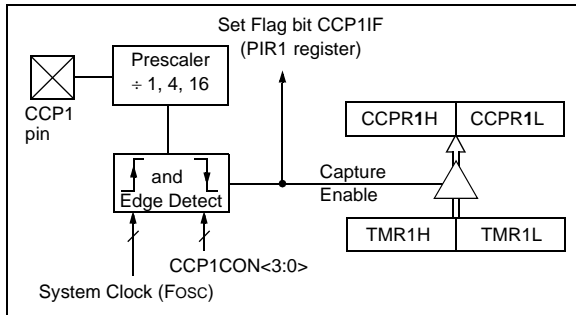 Set Flag bit CCP1IF
(PIR1 register)
Prescaler
÷ 1, 4, 16
CCP1
pin
CCPR1H CCPR1L
and
Edge Detect
Capture
Enable
TMR1H TMR1L
CCP1CON<3:0>
System Clock (FOSC)